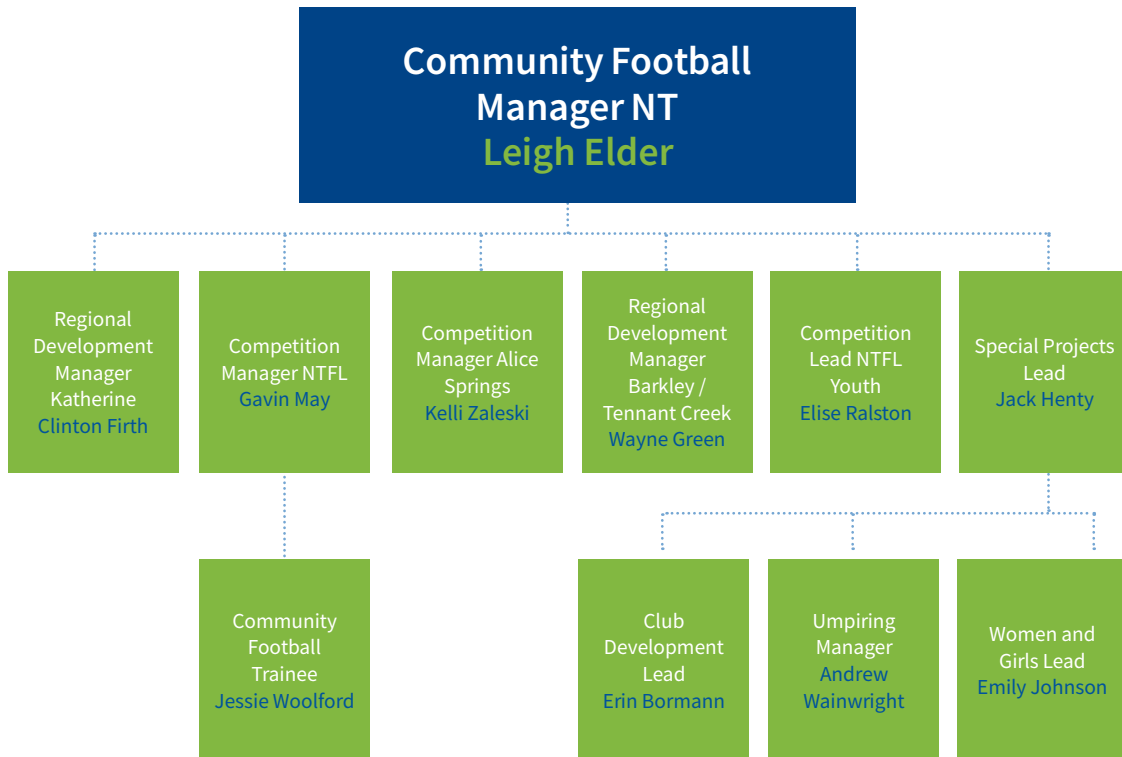 Community Football
Manager NT
Leigh Elder
Regional
Development
Manager
Katherine
Clinton Firth
Competition
Manager NTFL
Gavin May
Competition
Manager Alice
Springs
Kelli Zaleski
Regional
Development
Manager
Barkley /
Tennant Creek
Wayne Green
Competition
Lead NTFL
Youth
Elise Ralston
Special Projects
Lead
Jack Henty
Community
Football
Trainee
Jessie Woolford
Club
Development
Lead
Erin Bormann
Umpiring
Manager
Andrew
Wainwright
Women and
Girls Lead
Emily Johnson